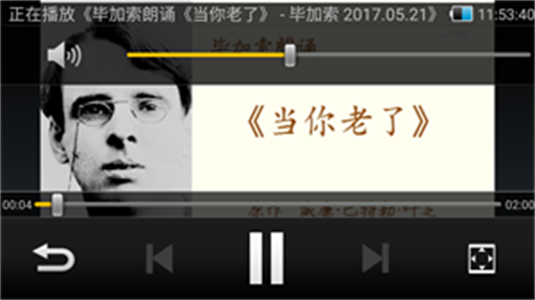 正在播放《毕加索朗诵《当你老了》 - 毕加索 2017.05.21》 11:53:40
毕加索朗诵
《当你老了》
00:04 02:00
原作 威廉·巴特勒·叶芝